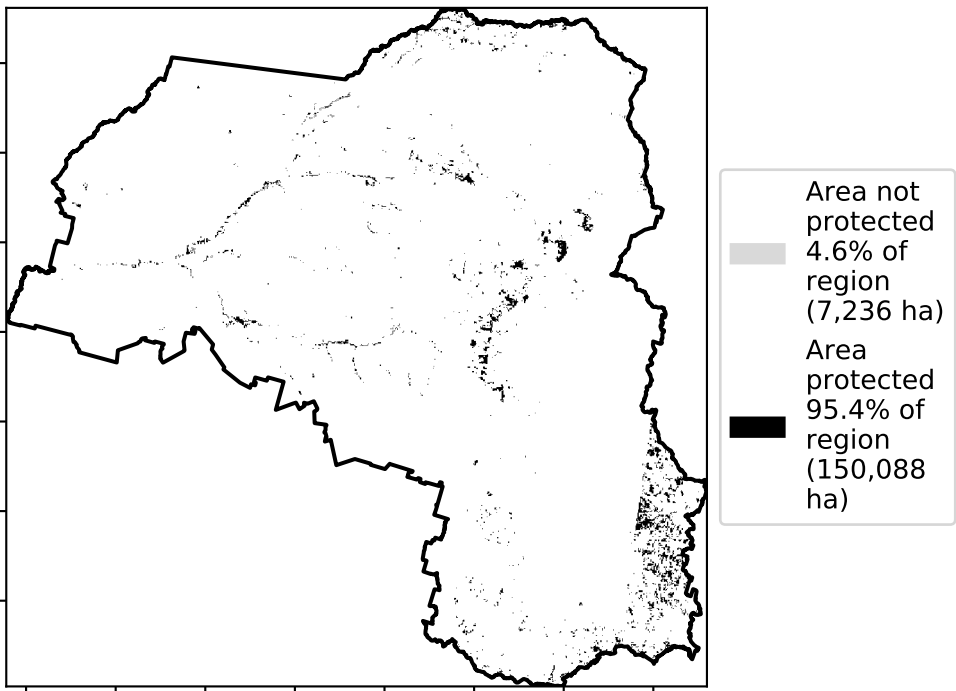 Area not
protected
4.6% of
region
(7,236 ha)
Area
protected
95.4% of
region
(150,088
ha)